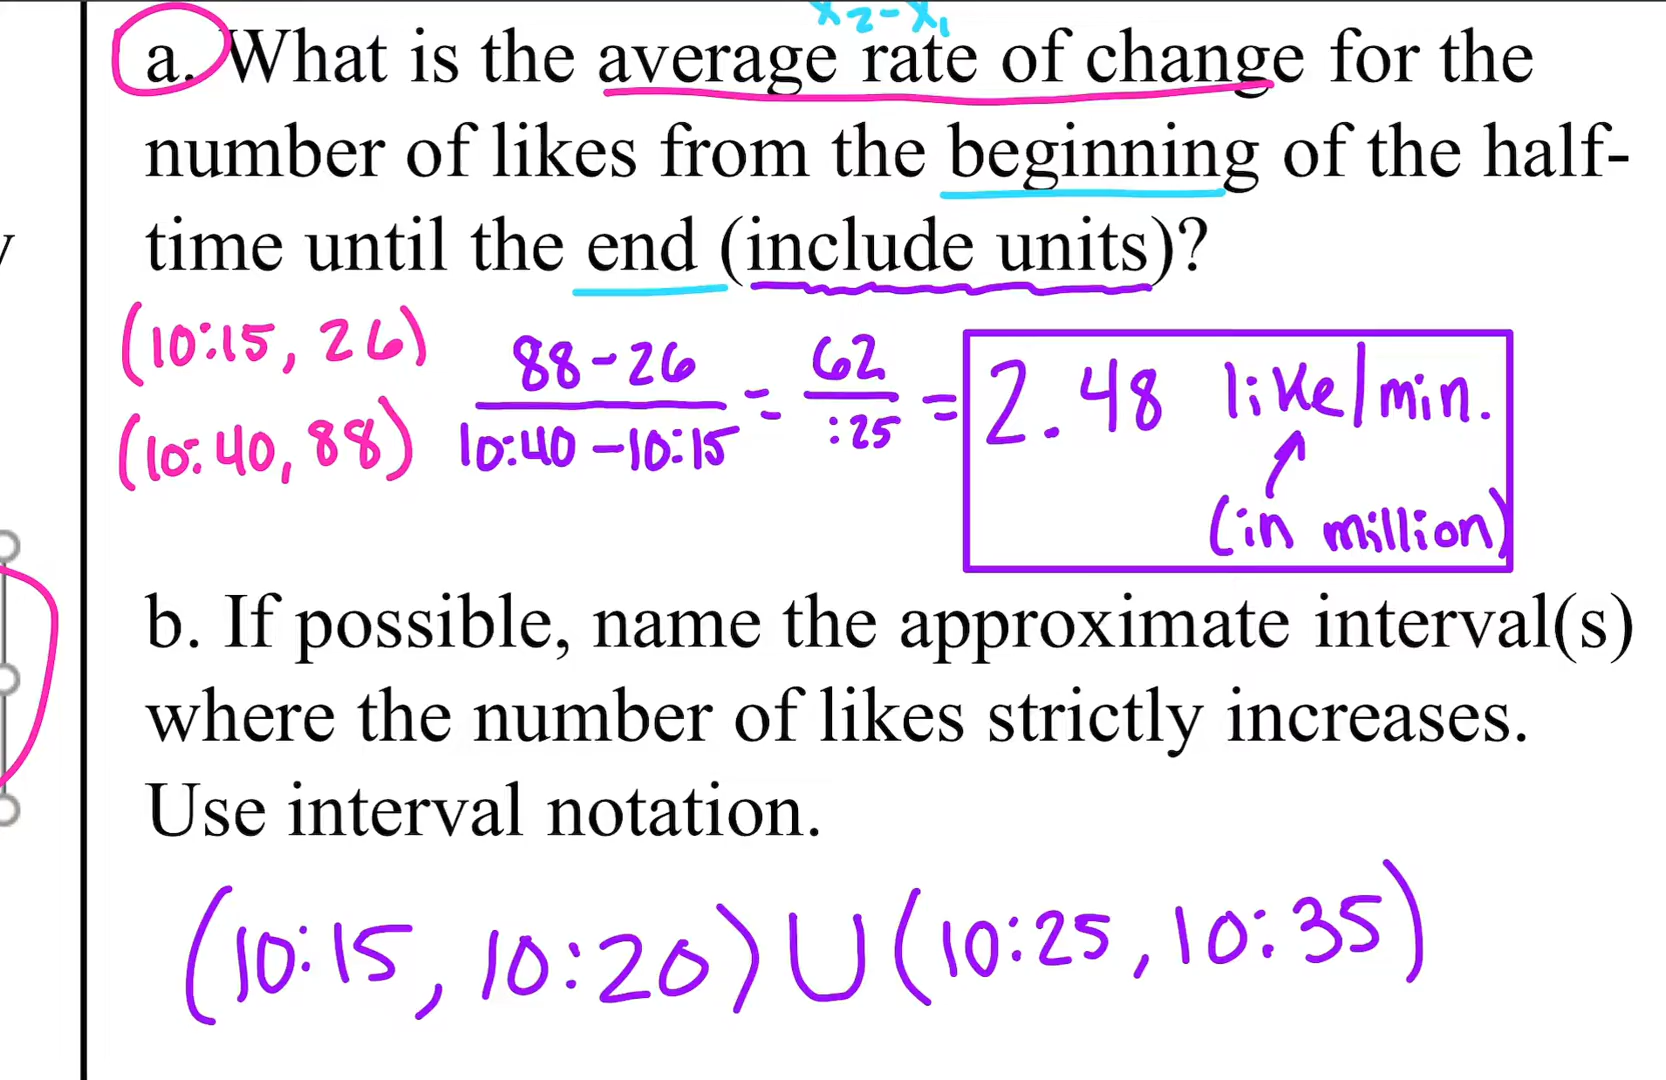 x₂-x₁
a. What is the average rate of change for the
number of likes from the beginning of the half-
time until the end (include units)?
(10:15, 26)
(10:40, 88)
88-26 / 10:40-10:15 = 62 / :25 = 2.48 like/min.
(in million)
b. If possible, name the approximate interval(s)
where the number of likes strictly increases.
Use interval notation.
(10:15, 10:20) U (10:25, 10:35)